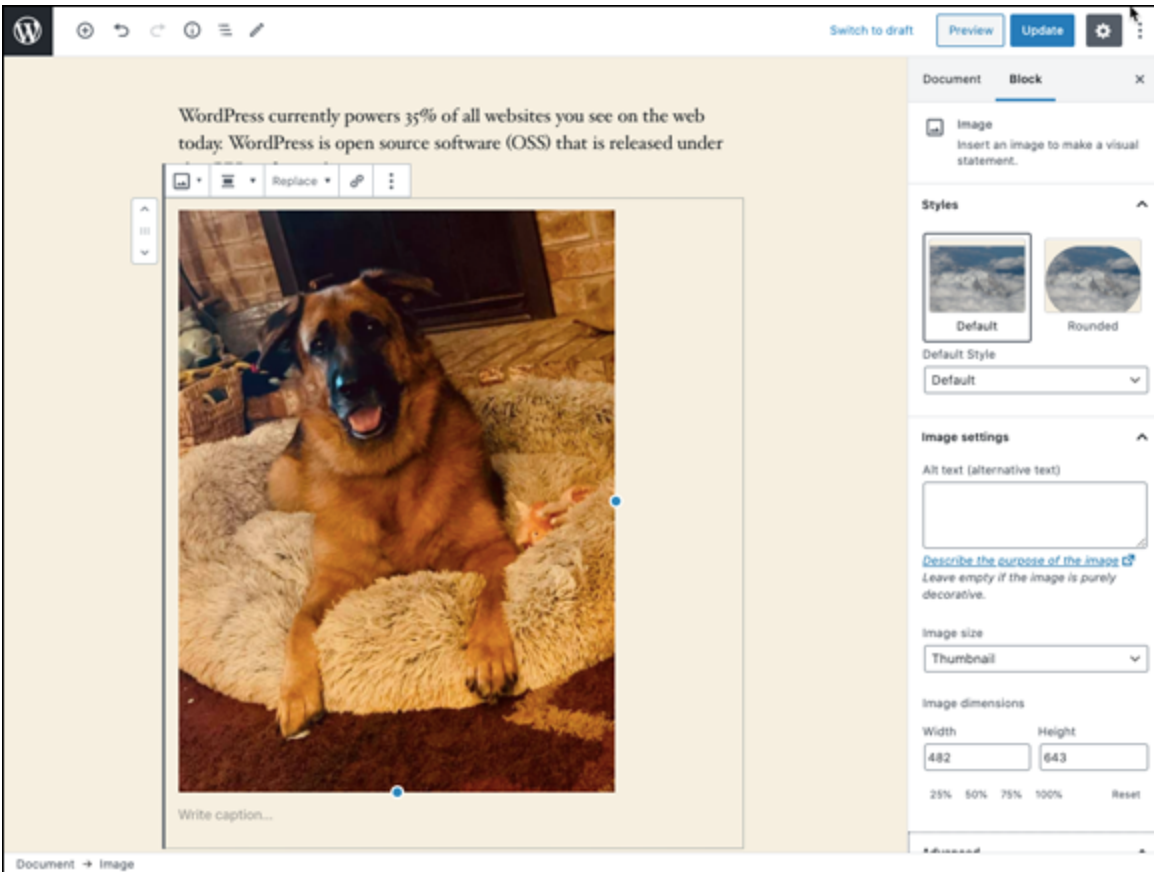 Switch to draft
Preview
Update
WordPress currently powers 35% of all websites you see on the web
today. WordPress is open source software (OSS) that is released under
Replace
Write caption...
Document
Block
Image
Insert an image to make a visual
statement.
Styles
Default
Rounded
Default Style
Default
Image settings
Alt text (alternative text)
Describe the purpose of the image
Leave empty if the image is purely
decorative.
Image size
Thumbnail
Image dimensions
Width
Height
482
643
25% 50% 75% 100% Reset
Document → Image